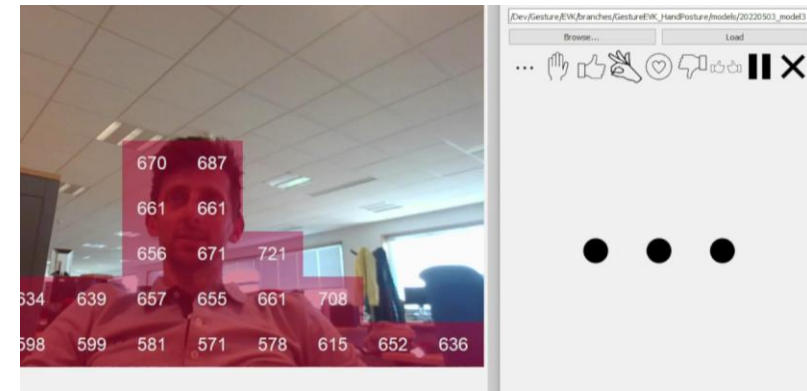 /Dev/Gesture/EVK/branches/GestureEVK_HandPosture/models/20220503_model3
Browse... Load
670 687
661 661
656 671 721
634 639 657 655 661 708
598 599 581 571 578 615 652 636